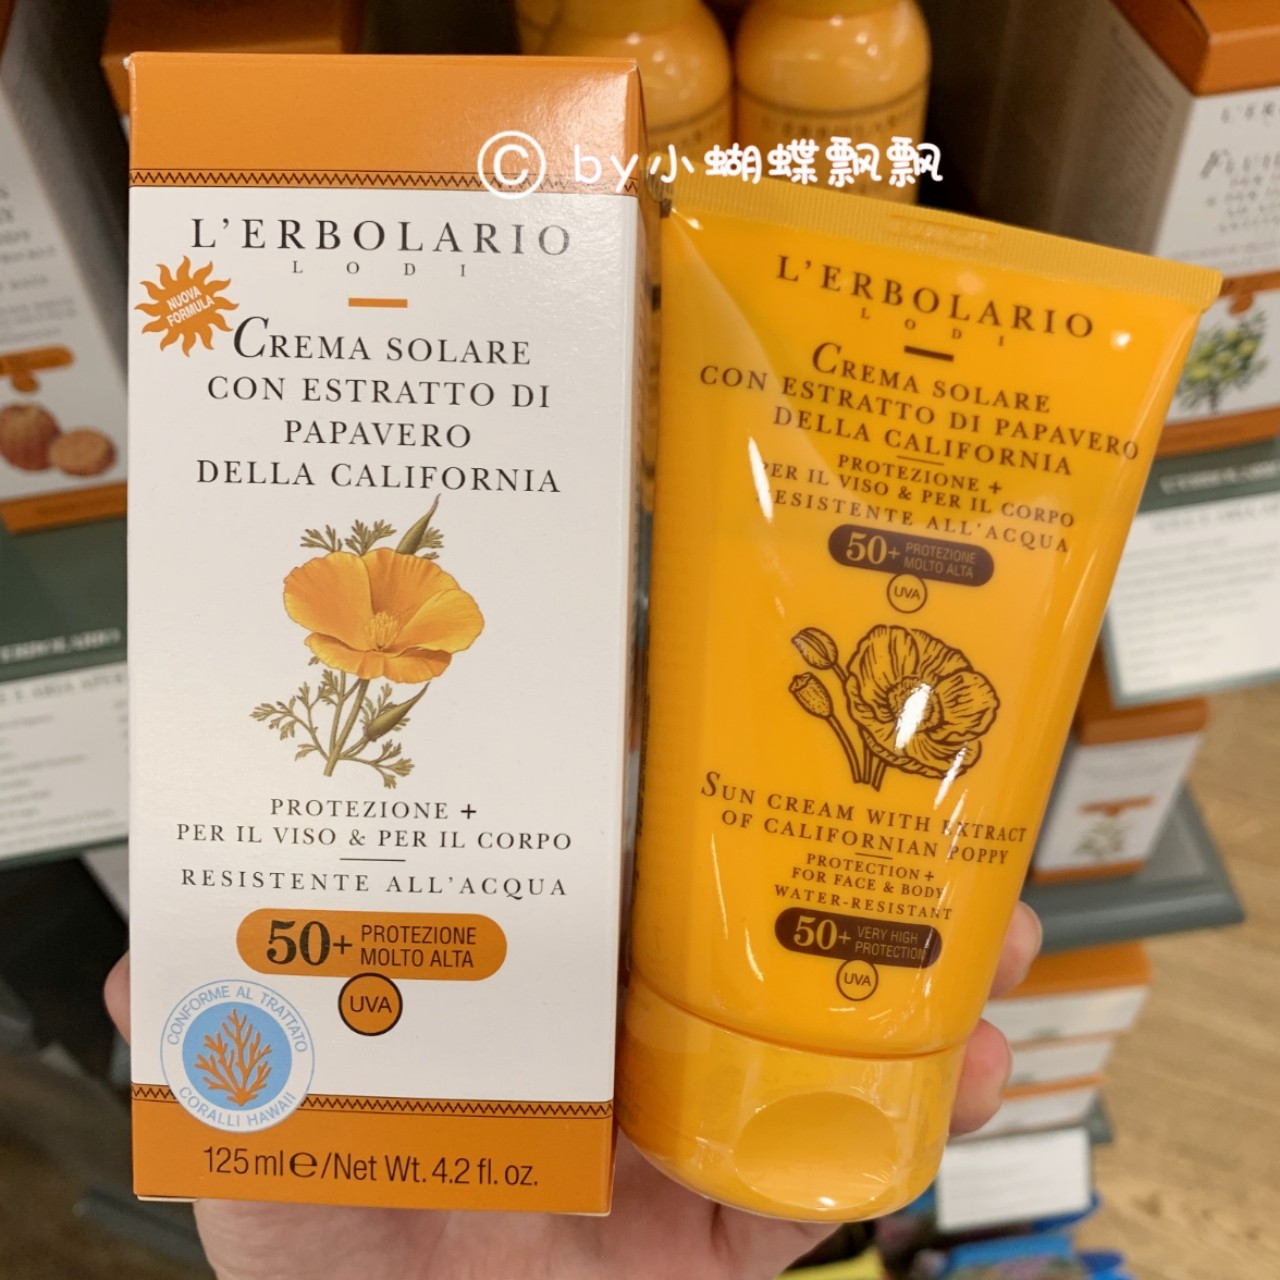 © by小蝴蝶飘飘
L'ERBOLARIO
LODI
NUOVA
FORMULA
CREMA SOLARE
CON ESTRATTO DI
PAPAVERO
DELLA CALIFORNIA
PROTEZIONE +
PER IL VISO & PER IL CORPO
RESISTENTE ALL'ACQUA
50+ PROTEZIONE
MOLTO ALTA
UVA
CONFORME AL TRATTATO
CORALLI HAWAII
125 ml ℮/Net Wt. 4.2 fl. oz.
L'ERBOLARIO
LODI
CREMA SOLARE
CON ESTRATTO DI PAPAVERO
DELLA CALIFORNIA
PROTEZIONE +
PER IL VISO & PER IL CORPO
RESISTENTE ALL'ACQUA
50+ PROTEZIONE
MOLTO ALTA
UVA
SUN CREAM WITH EXTRACT
OF CALIFORNIAN POPPY
PROTECTION +
FOR FACE & BODY
WATER-RESISTANT
50+ VERY HIGH
PROTECTION
UVA